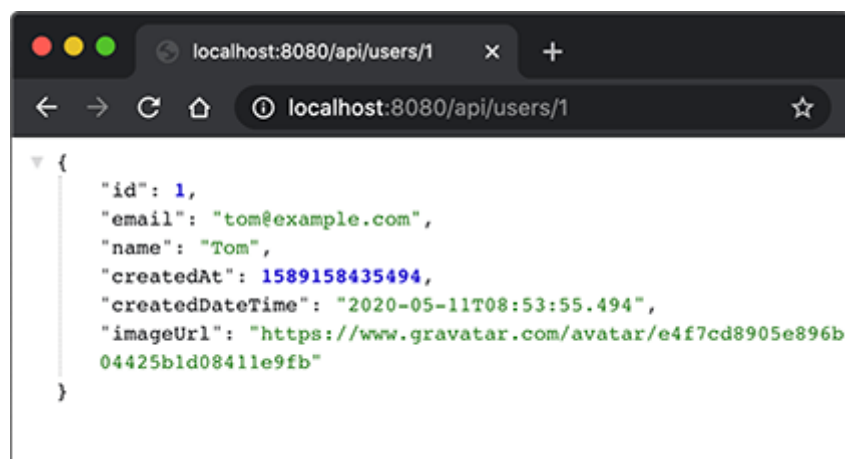 localhost:8080/api/users/1
localhost:8080/api/users/1
{
"id": 1,
"email": "tom@example.com",
"name": "Tom",
"createdAt": 1589158435494,
"createdDateTime": "2020-05-11T08:53:55.494",
"imageUrl": "https://www.gravatar.com/avatar/e4f7cd8905e896b
04425b1d08411e9fb"
}